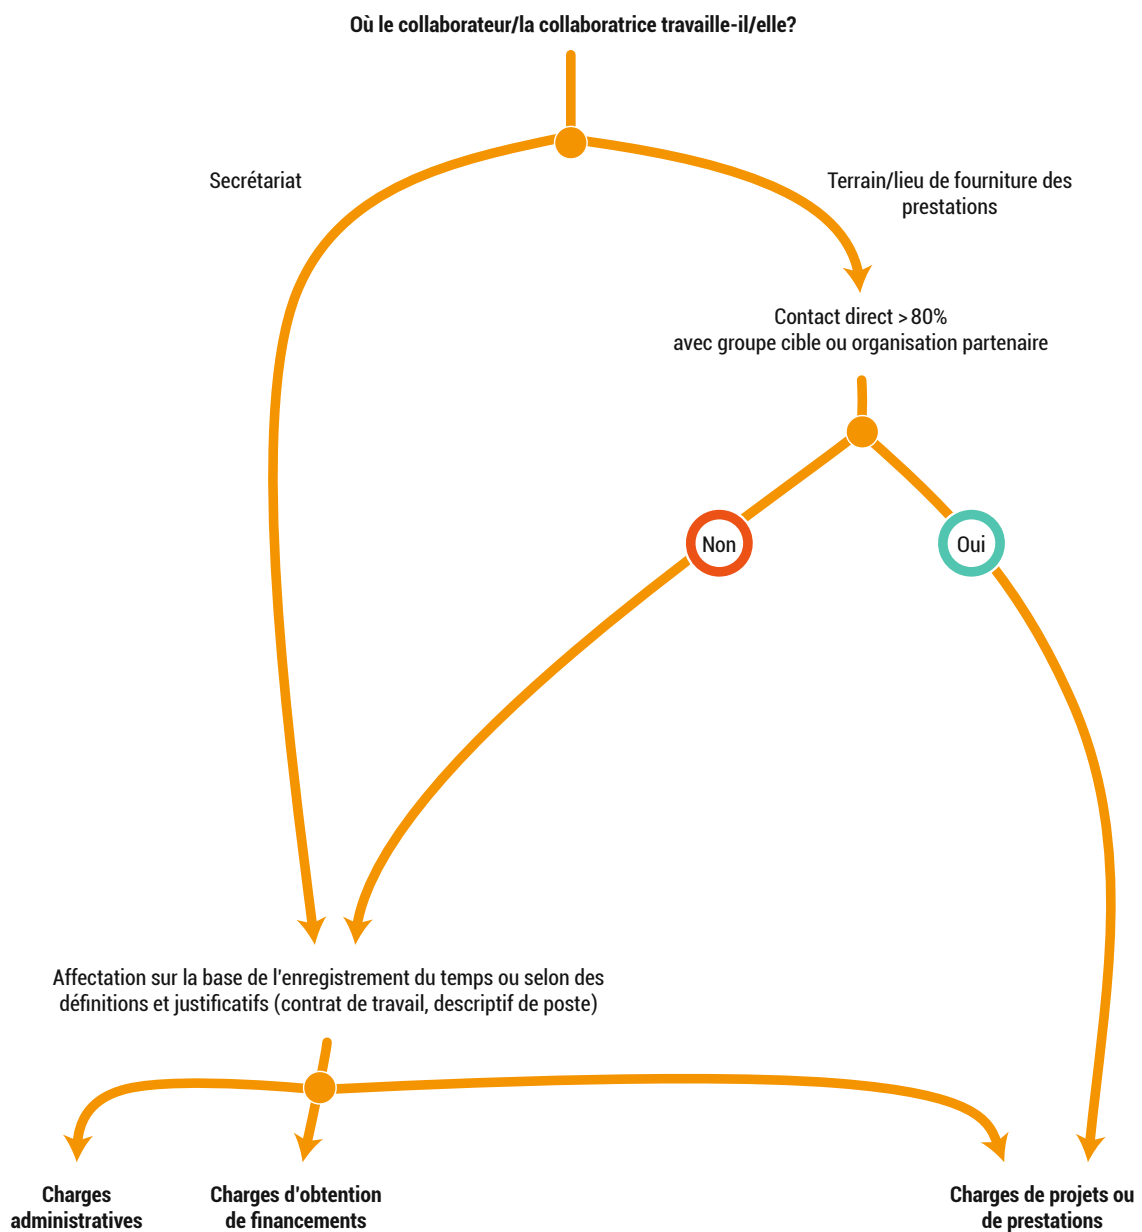 Où le collaborateur/la collaboratrice travaille-il/elle?
Secrétariat
Terrain/lieu de fourniture des
prestations
Contact direct > 80%
avec groupe cible ou organisation partenaire
Non
Oui
Affectation sur la base de l'enregistrement du temps ou selon des
définitions et justificatifs (contrat de travail, descriptif de poste)
Charges
administratives
Charges d'obtention
de financements
Charges de projets ou
de prestations